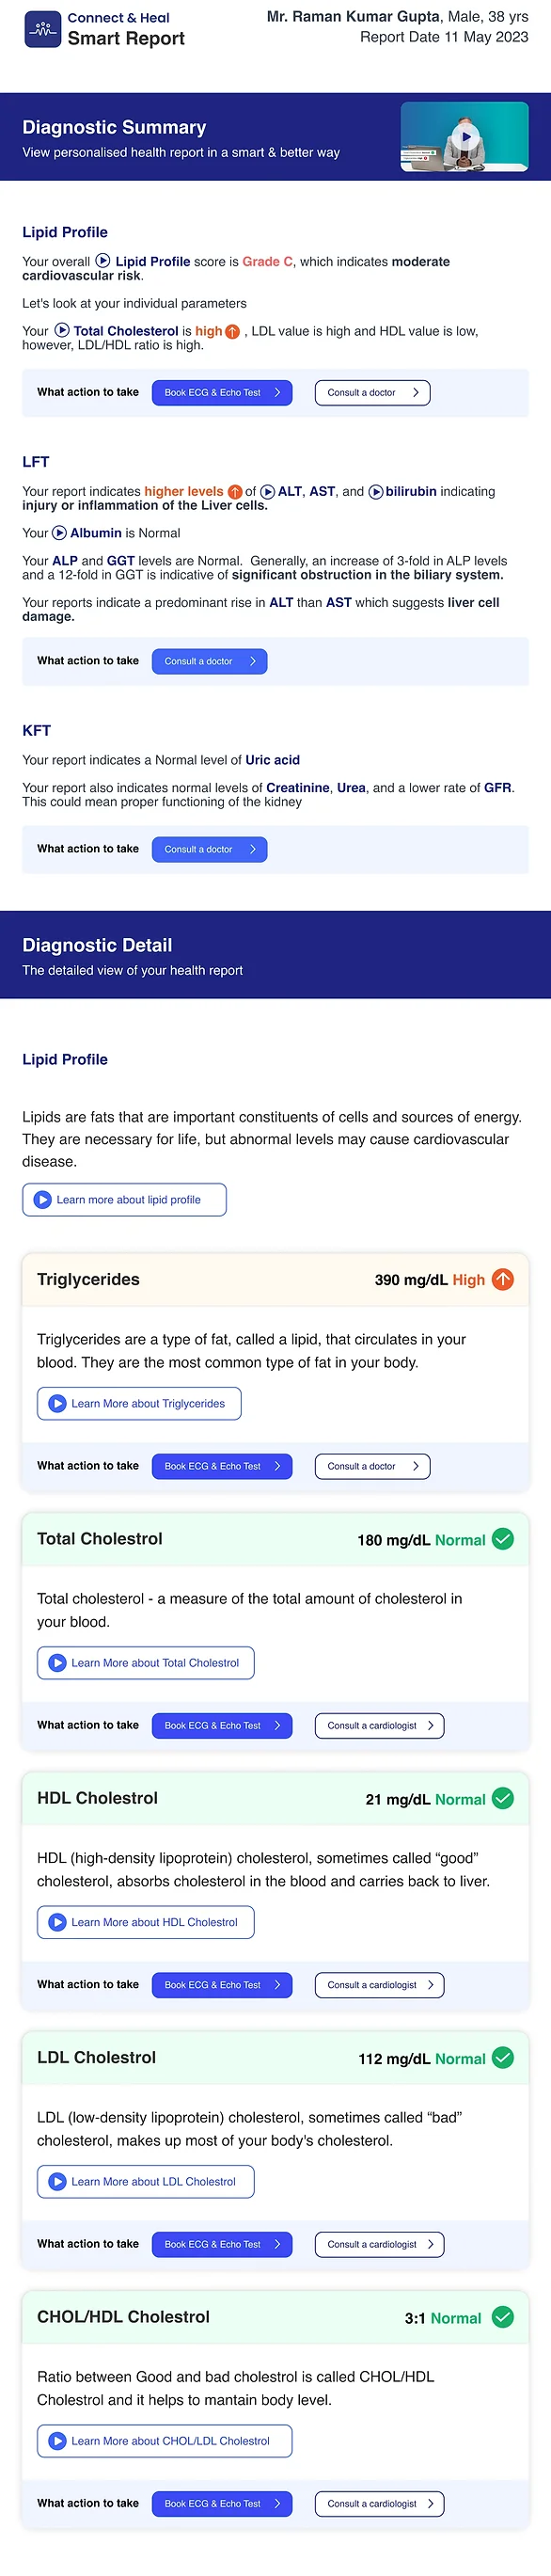 Connect & Heal
Smart Report
Mr. Raman Kumar Gupta, Male, 38 yrs
Report Date 11 May 2023
Diagnostic Summary
View personalised health report in a smart & better way
Lipid Profile
Your overall Lipid Profile score is Grade C, which indicates moderate
cardiovascular risk.
Let's look at your individual parameters
Your Total Cholesterol is high , LDL value is high and HDL value is low,
however, LDL/HDL ratio is high.
What action to take Book ECG & Echo Test Consult a doctor
LFT
Your report indicates higher levels of ALT, AST, and bilirubin indicating
injury or inflammation of the Liver cells.
Your Albumin is Normal
Your ALP and GGT levels are Normal. Generally, an increase of 3-fold in ALP levels
and a 12-fold in GGT is indicative of significant obstruction in the biliary system.
Your reports indicate a predominant rise in ALT than AST which suggests liver cell
damage.
What action to take Consult a doctor
KFT
Your report indicates a Normal level of Uric acid
Your report also indicates normal levels of Creatinine, Urea, and a lower rate of GFR.
This could mean proper functioning of the kidney
What action to take Consult a doctor
Diagnostic Detail
The detailed view of your health report
Lipid Profile
Lipids are fats that are important constituents of cells and sources of energy.
They are necessary for life, but abnormal levels may cause cardiovascular
disease.
Learn more about lipid profile
Triglycerides 390 mg/dL High
Triglycerides are a type of fat, called a lipid, that circulates in your
blood. They are the most common type of fat in your body.
Learn More about Triglycerides
What action to take Book ECG & Echo Test Consult a doctor
Total Cholestrol 180 mg/dL Normal
Total cholesterol - a measure of the total amount of cholesterol in
your blood.
Learn More about Total Cholestrol
What action to take Book ECG & Echo Test Consult a cardiologist
HDL Cholestrol 21 mg/dL Normal
HDL (high-density lipoprotein) cholesterol, sometimes called “good”
cholesterol, absorbs cholesterol in the blood and carries back to liver.
Learn More about HDL Cholestrol
What action to take Book ECG & Echo Test Consult a cardiologist
LDL Cholestrol 112 mg/dL Normal
LDL (low-density lipoprotein) cholesterol, sometimes called “bad”
cholesterol, makes up most of your body's cholesterol.
Learn More about LDL Cholestrol
What action to take Book ECG & Echo Test Consult a cardiologist
CHOL/HDL Cholestrol 3:1 Normal
Ratio between Good and bad cholestrol is called CHOL/HDL
Cholestrol and it helps to mantain body level.
Learn More about CHOL/LDL Cholestrol
What action to take Book ECG & Echo Test Consult a cardiologist